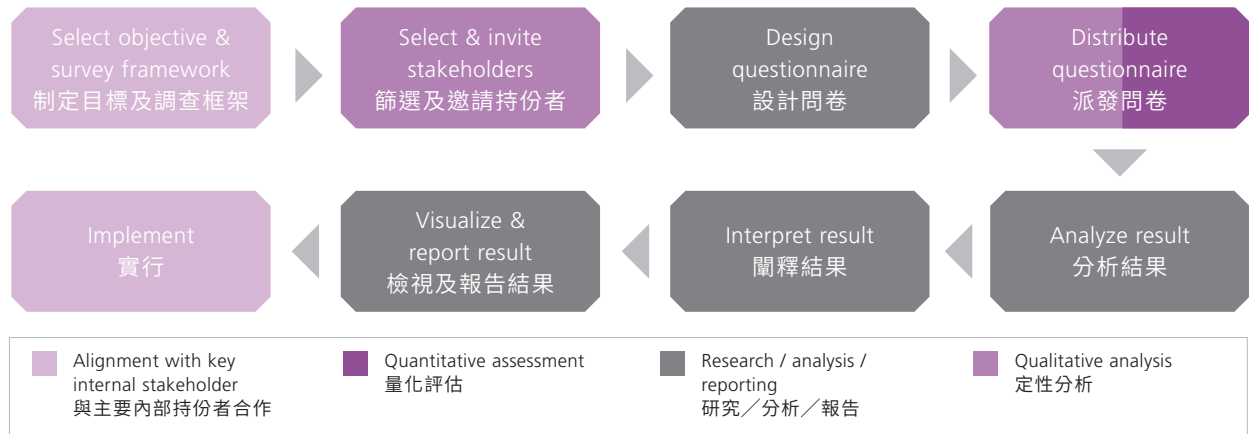 Select objective &
survey framework
制定目標及調查框架
Select & invite
stakeholders
篩選及邀請持份者
Design
questionnaire
設計問卷
Distribute
questionnaire
派發問卷
Implement
實行
Visualize &
report result
檢視及報告結果
Interpret result
闡釋結果
Analyze result
分析結果
Alignment with key
internal stakeholder
與主要內部持份者合作
Quantitative assessment
量化評估
Research / analysis /
reporting
研究／分析／報告
Qualitative analysis
定性分析